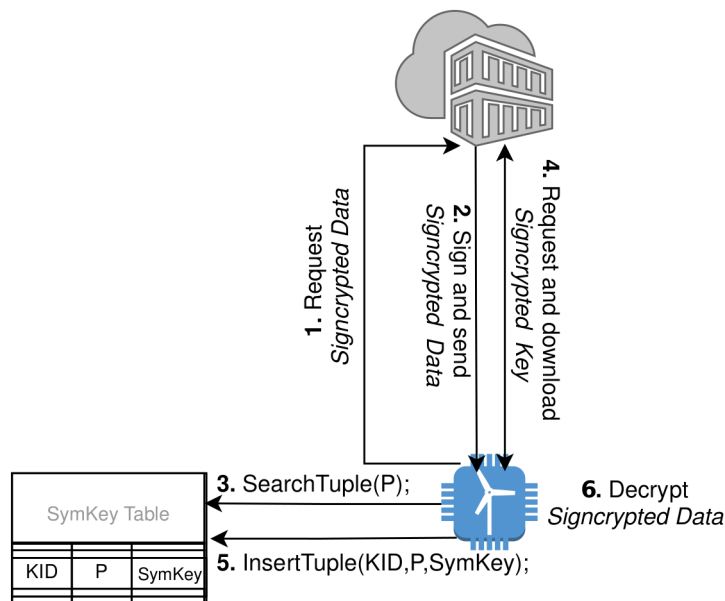 1. Request
Signcrypted Data
2. Sign and send
Signcrypted Data
4. Request and download
Signcrypted Key
3. SearchTuple(P);
SymKey Table
6. Decrypt
Signcrypted Data
5. InsertTuple(KID,P,SymKey);
KID P SymKey